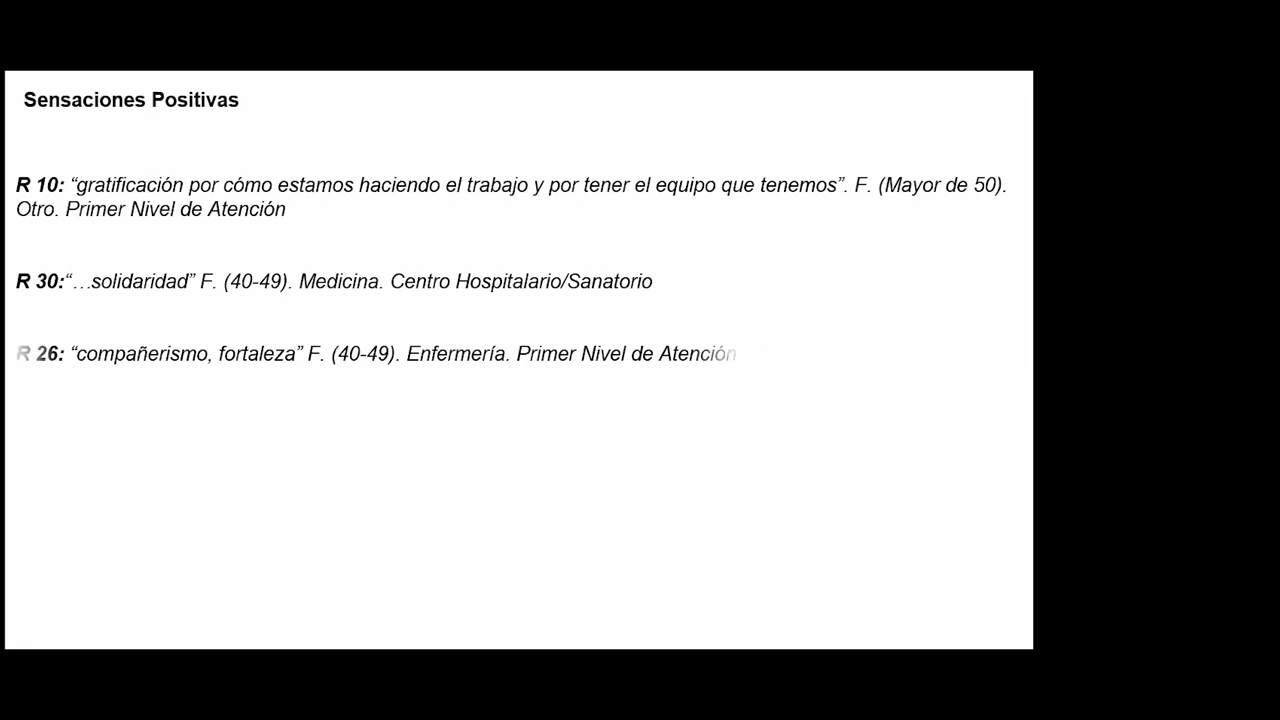 Sensaciones Positivas
R 10: “gratificación por cómo estamos haciendo el trabajo y por tener el equipo que tenemos”. F. (Mayor de 50).
Otro. Primer Nivel de Atención
R 30:“…solidaridad” F. (40-49). Medicina. Centro Hospitalario/Sanatorio
R 26: “compañerismo, fortaleza” F. (40-49). Enfermería. Primer Nivel de Atención